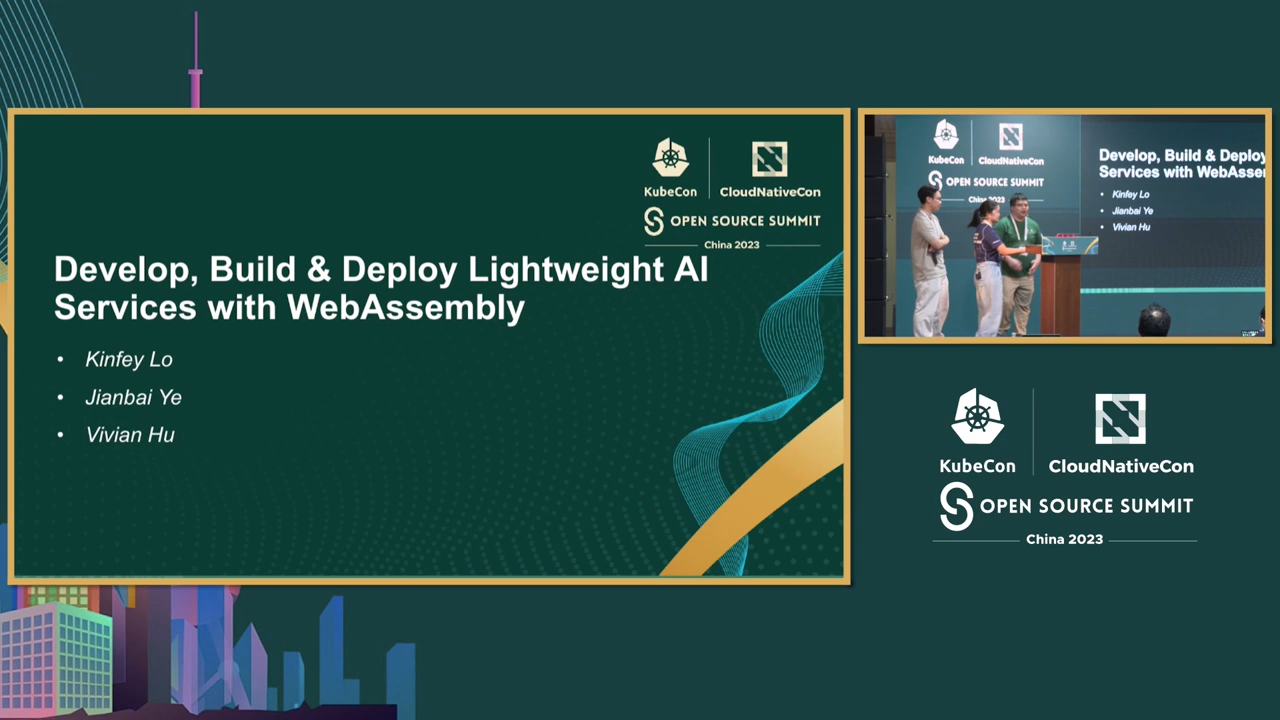 KubeCon
CloudNativeCon
OPEN SOURCE SUMMIT
China 2023
Develop, Build & Deploy Lightweight AI
Services with WebAssembly
• Kinfey Lo
• Jianbai Ye
• Vivian Hu
KubeCon
CloudNativeCon
OPEN SOURCE SUMMIT
China 2023
Develop, Build & Deploy
Services with WebAsse
• Kinfey Lo
• Jianbai Ye
• Vivian Hu
KubeCon
CloudNativeCon
OPEN SOURCE SUMMIT
China 2023